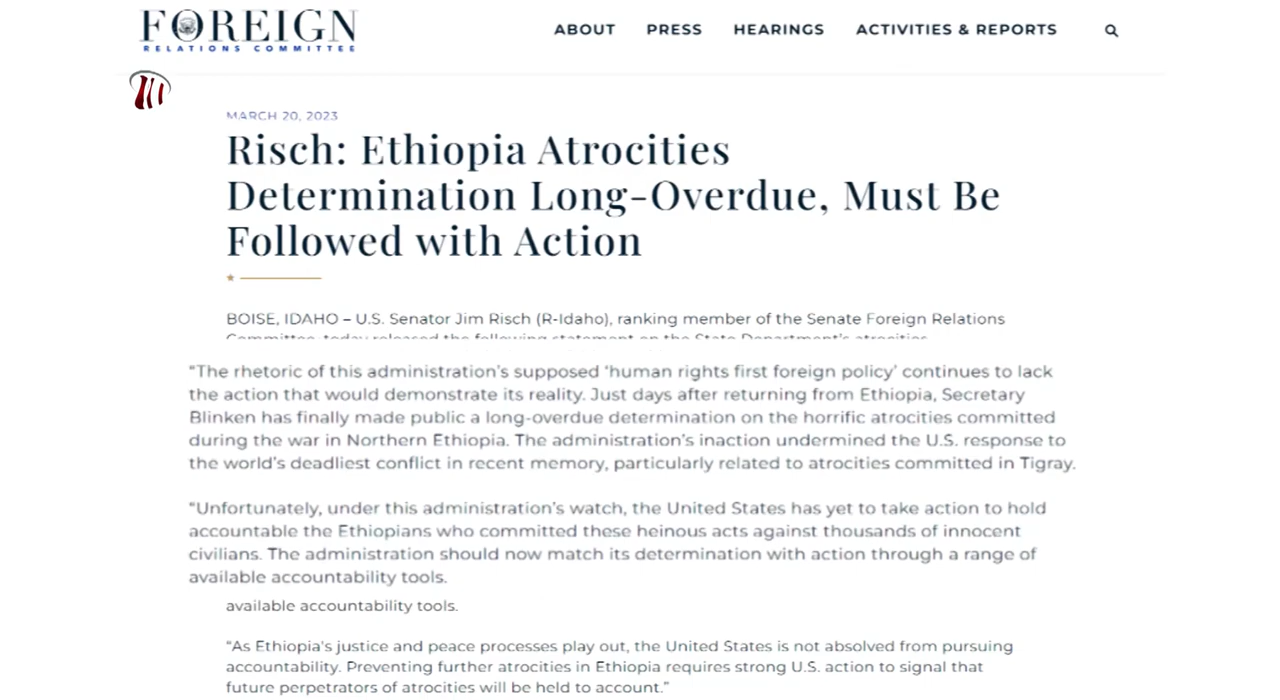 FOREIGN
RELATIONS COMMITTEE
ABOUT PRESS HEARINGS ACTIVITIES & REPORTS
MARCH 20, 2023
Risch: Ethiopia Atrocities
Determination Long-Overdue, Must Be
Followed with Action
BOISE, IDAHO – U.S. Senator Jim Risch (R-Idaho), ranking member of the Senate Foreign Relations
Committee, today released the following statement on the State Department's atrocities
“The rhetoric of this administration's supposed ‘human rights first foreign policy’ continues to lack
the action that would demonstrate its reality. Just days after returning from Ethiopia, Secretary
Blinken has finally made public a long-overdue determination on the horrific atrocities committed
during the war in Northern Ethiopia. The administration's inaction undermined the U.S. response to
the world's deadliest conflict in recent memory, particularly related to atrocities committed in Tigray.
“Unfortunately, under this administration's watch, the United States has yet to take action to hold
accountable the Ethiopians who committed these heinous acts against thousands of innocent
civilians. The administration should now match its determination with action through a range of
available accountability tools.
available accountability tools.
“As Ethiopia's justice and peace processes play out, the United States is not absolved from pursuing
accountability. Preventing further atrocities in Ethiopia requires strong U.S. action to signal that
future perpetrators of atrocities will be held to account.”